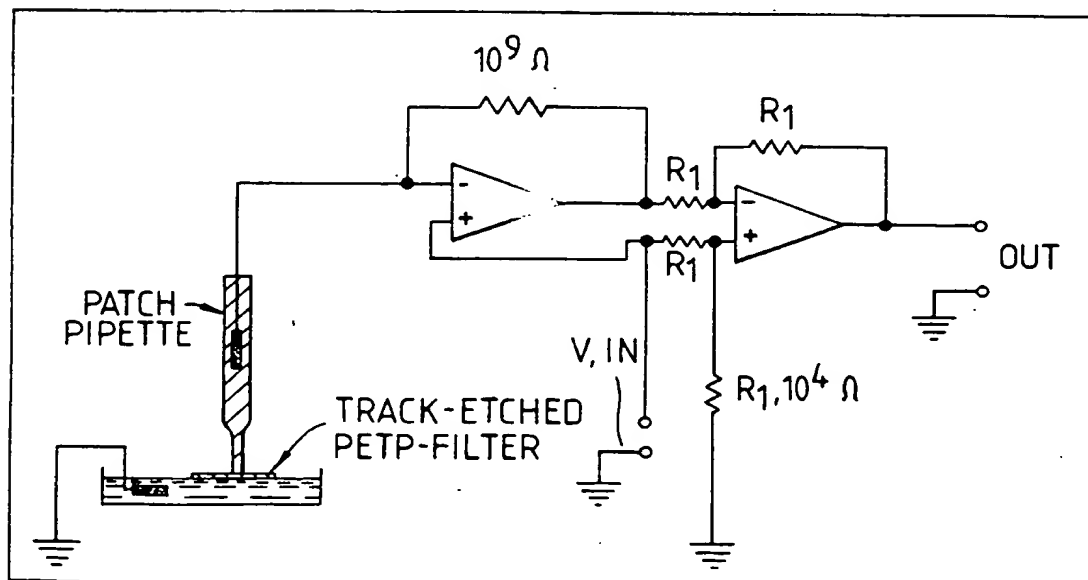 10⁹ Ω
R₁
R₁
-
+
-
+
R₁
OUT
PATCH
PIPETTE
V, IN
R₁, 10⁴ Ω
TRACK-ETCHED
PETP-FILTER